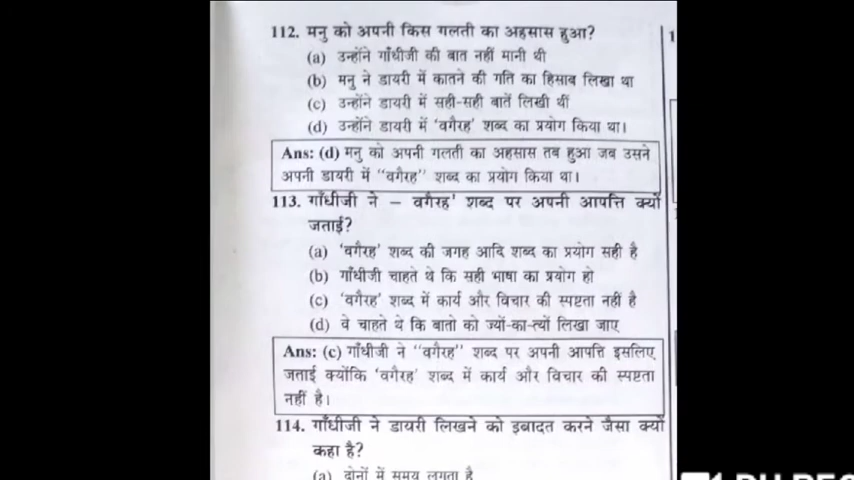 112. मनु को अपनी किस गलती का अहसास हुआ?
(a) उन्होंने गाँधीजी की बात नहीं मानी थी
(b) मनु ने डायरी में कातने की गति का हिसाब लिखा था
(c) उन्होंने डायरी में सही-सही बातें लिखी थीं
(d) उन्होंने डायरी में 'वगैरह' शब्द का प्रयोग किया था।
Ans: (d) मनु को अपनी गलती का अहसास तब हुआ जब उसने
अपनी डायरी में "वगैरह" शब्द का प्रयोग किया था।
113. गाँधीजी ने – वगैरह' शब्द पर अपनी आपत्ति क्यों
जताई?
(a) 'वगैरह' शब्द की जगह आदि शब्द का प्रयोग सही है
(b) गाँधीजी चाहते थे कि सही भाषा का प्रयोग हो
(c) 'वगैरह' शब्द में कार्य और विचार की स्पष्टता नहीं है
(d) वे चाहते थे कि बातो को ज्यों-का-त्यों लिखा जाए
Ans: (c) गाँधीजी ने "वगैरह" शब्द पर अपनी आपत्ति इसलिए
जताई क्योंकि 'वगैरह' शब्द में कार्य और विचार की स्पष्टता
नहीं है।
114. गाँधीजी ने डायरी लिखने को इबादत करने जैसा क्यों
कहा है?
(a) दोनों में समय लगता है